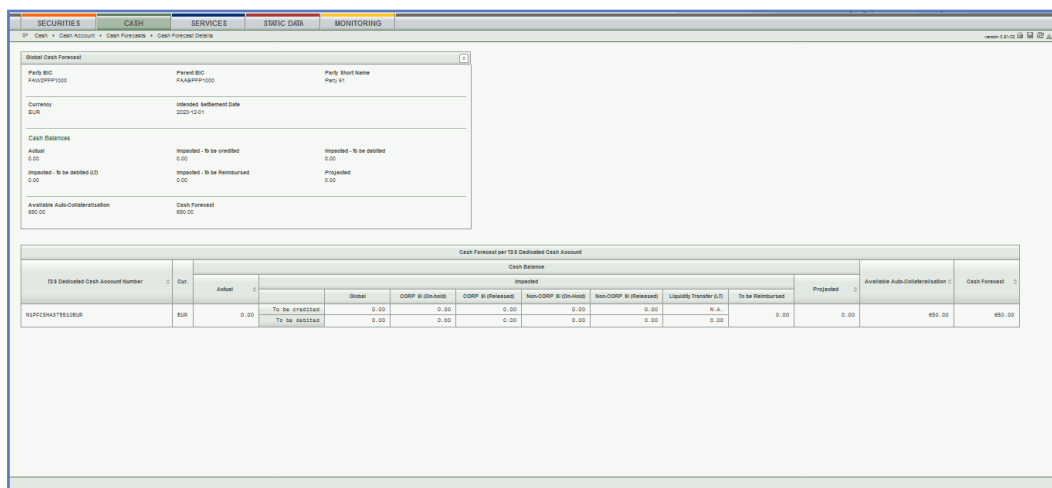 SECURITIES CASH SERVICES STATIC DATA MONITORING
Cash › Cash Account › Cash Forecasts › Cash Forecast Details
Global Cash Forecast
Party BIC Parent BIC Party Short Name
FAWZPFP1000 FAABPFP1000 Party 91
Currency Intended Settlement Date
EUR 2020-12-01
Cash Balances
Actual Impacted - To be credited Impacted - To be debited
0.00 0.00 0.00
Impacted - To be debited (LT) Impacted - To be Reimbursed Projected
0.00 0.00 0.00
Available Auto-Collateralisation Cash Forecast
650.00 650.00
Cash Forecast per T2S Dedicated Cash Account
Cash Balance
T2S Dedicated Cash Account Number Cur. Actual Impacted Projected Available Auto-Collateralisation Cash Forecast
Global CORP SI (On-hold) CORP SI (Released) Non-CORP SI (On-Hold) Non-CORP SI (Released) Liquidity Transfer (LT) To be Reimbursed
To be credited 0.00 0.00 0.00 0.00 0.00 N.A.
EUR 0.00 0.00 0.00 650.00 650.00
To be debited 0.00 0.00 0.00 0.00 0.00 0.00